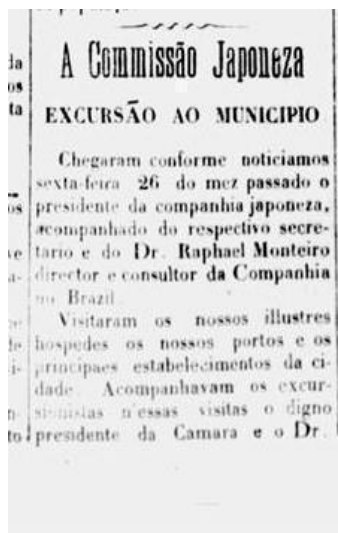 A Commissão Japoneza
EXCURSÃO AO MUNICIPIO
Chegaram conforme noticiamos
sexta-feira 26 do mez passado o
presidente da companhia japoneza,
acompanhado do respectivo secre-
tario e do Dr. Raphael Monteiro
director e consultor da Companhia
no Brazil.
Visitaram os nossos illustres
hospedes os nossos portos e os
principaes estabelecimentos da ci-
dade. Acompanhavam os excur-
sionistas n'essas visitas o digno
presidente da Camara e o Dr.